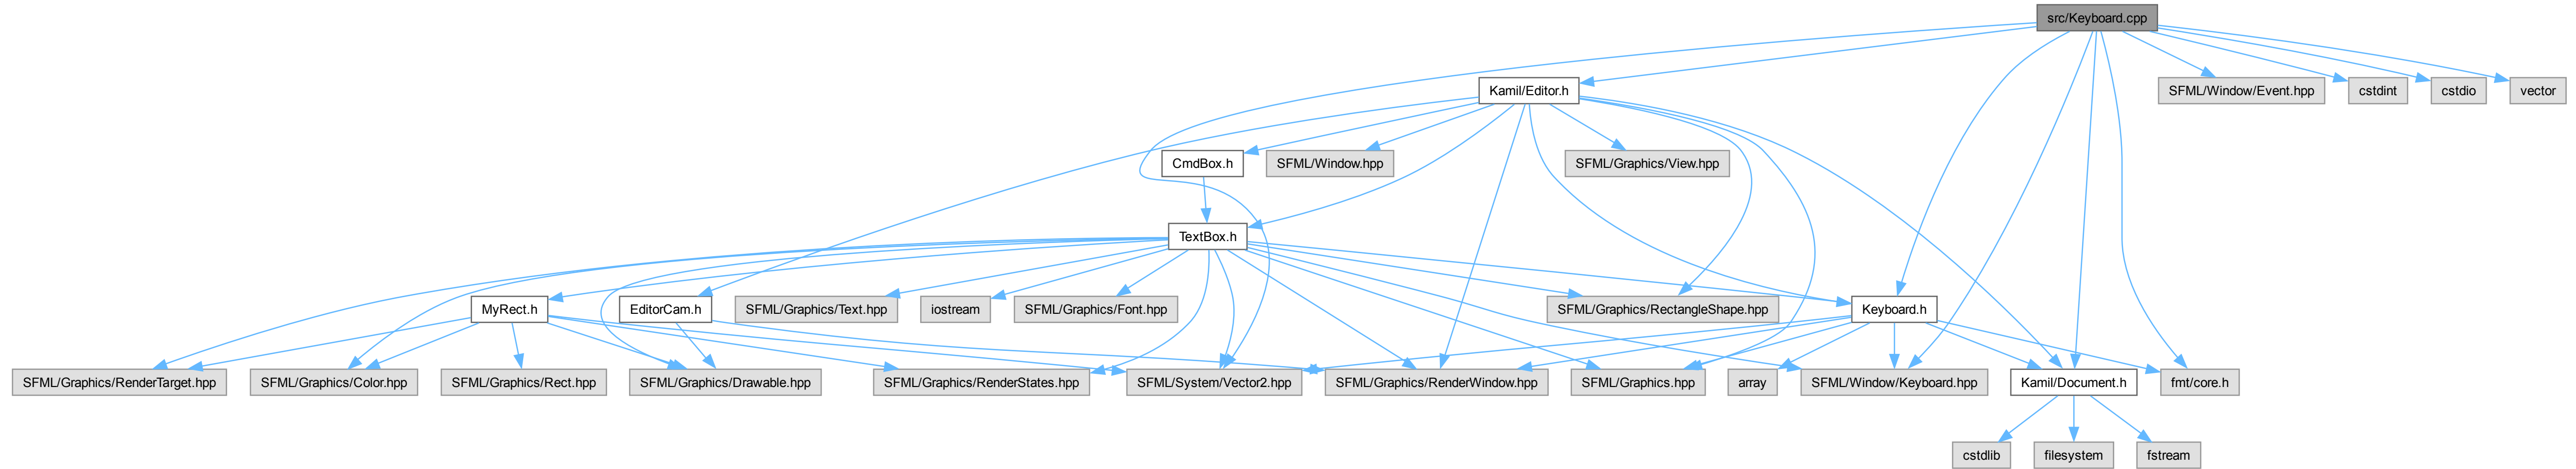 src/Keyboard.cpp
Kamil/Editor.h
SFML/Window/Event.hpp
cstdint
cstdio
vector
CmdBox.h
SFML/Window.hpp
SFML/Graphics/View.hpp
TextBox.h
MyRect.h
EditorCam.h
SFML/Graphics/Text.hpp
iostream
SFML/Graphics/Font.hpp
SFML/Graphics/RectangleShape.hpp
Keyboard.h
SFML/Graphics/RenderTarget.hpp
SFML/Graphics/Color.hpp
SFML/Graphics/Rect.hpp
SFML/Graphics/Drawable.hpp
SFML/Graphics/RenderStates.hpp
SFML/System/Vector2.hpp
SFML/Graphics/RenderWindow.hpp
SFML/Graphics.hpp
array
SFML/Window/Keyboard.hpp
Kamil/Document.h
fmt/core.h
cstdlib
filesystem
fstream